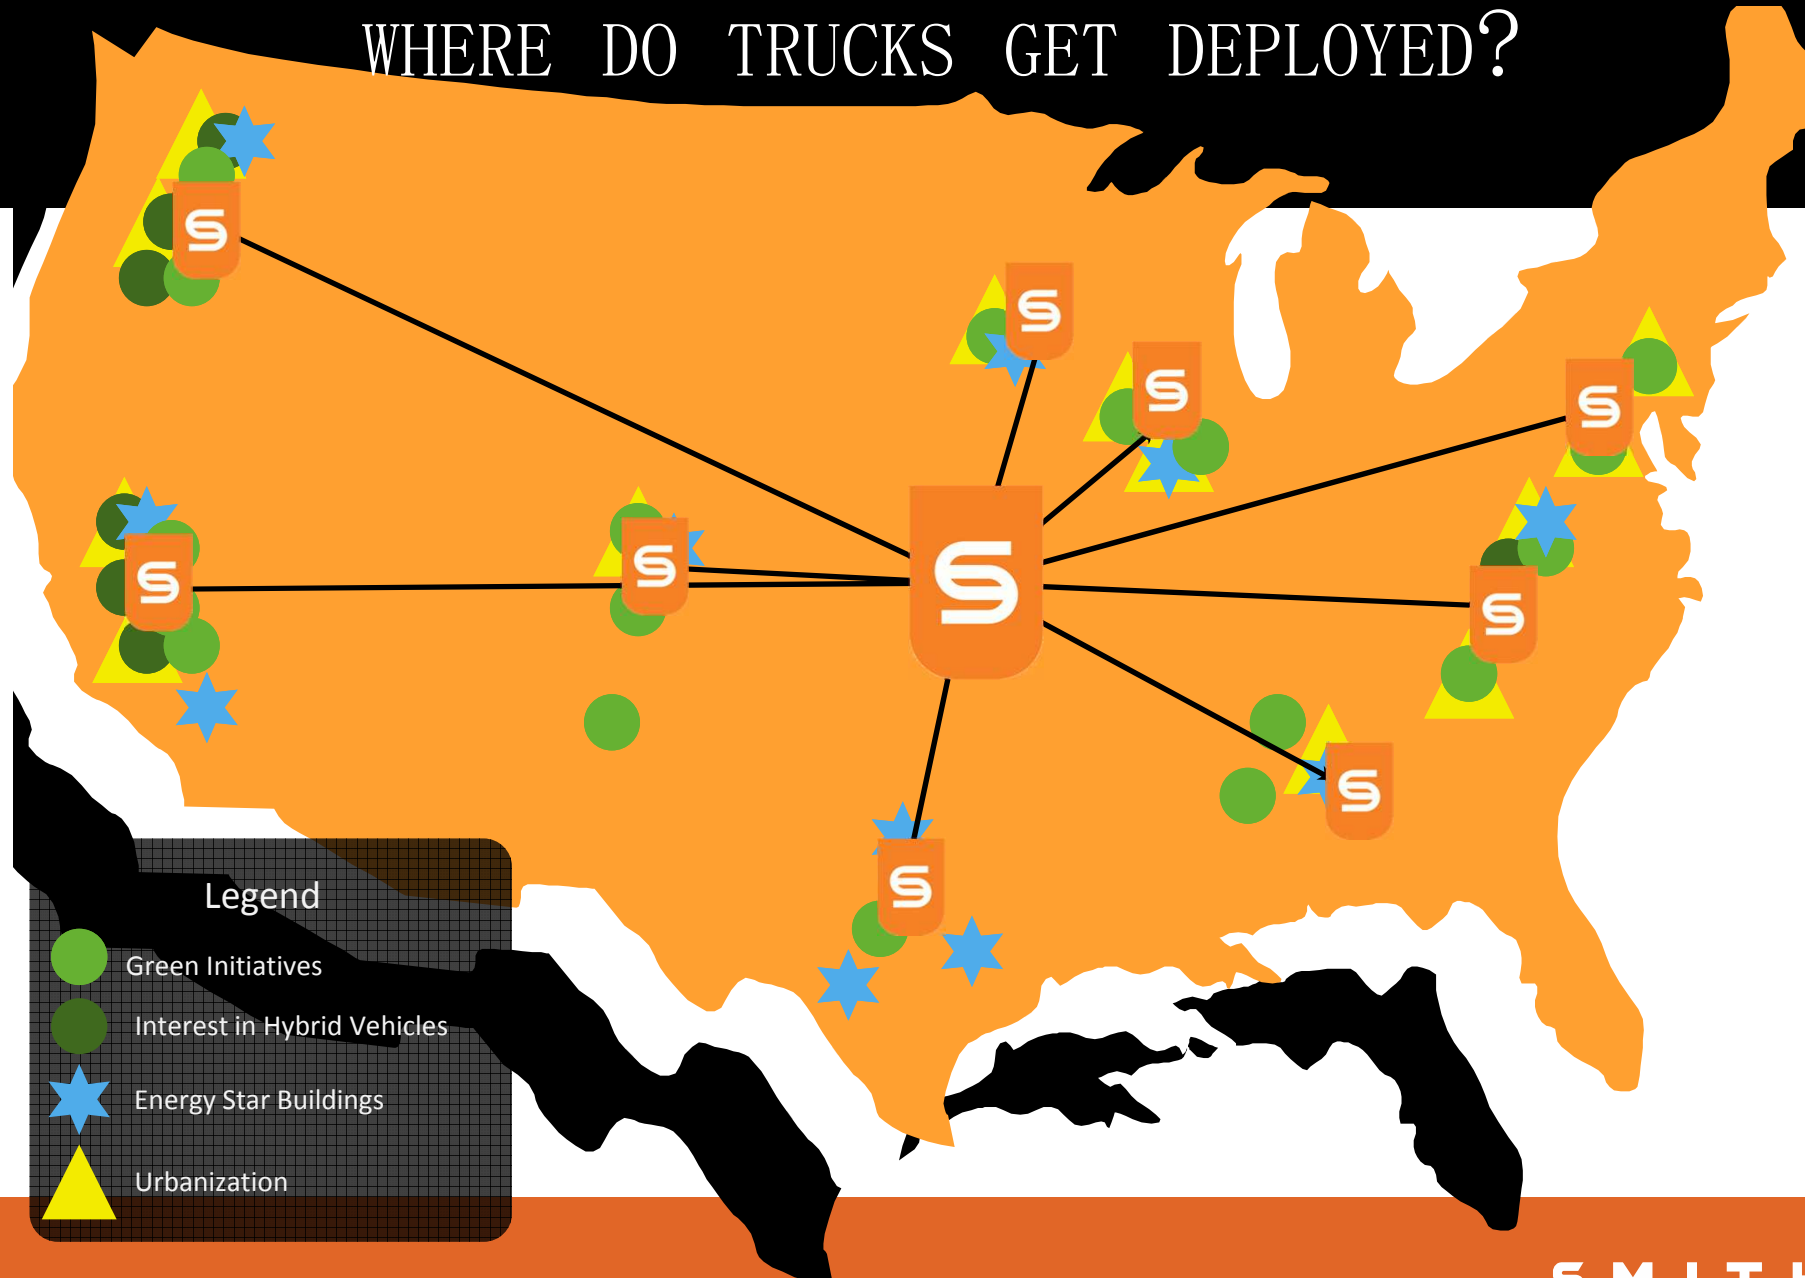 WHERE DO TRUCKS GET DEPLOYED?
Legend
Green Initiatives
Interest in Hybrid Vehicles
Energy Star Buildings
Urbanization